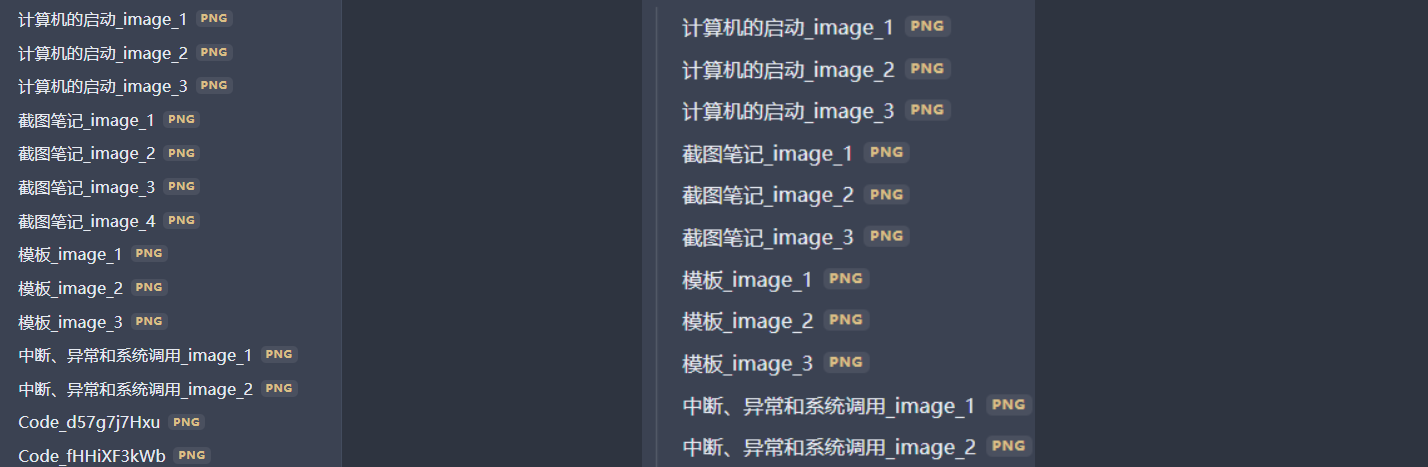 计算机的启动_image_1 PNG
计算机的启动_image_2 PNG
计算机的启动_image_3 PNG
截图笔记_image_1 PNG
截图笔记_image_2 PNG
截图笔记_image_3 PNG
截图笔记_image_4 PNG
模板_image_1 PNG
模板_image_2 PNG
模板_image_3 PNG
中断、异常和系统调用_image_1 PNG
中断、异常和系统调用_image_2 PNG
Code_d57g7j7Hxu PNG
Code_fHHiXF3kWb PNG
计算机的启动_image_1 PNG
计算机的启动_image_2 PNG
计算机的启动_image_3 PNG
截图笔记_image_1 PNG
截图笔记_image_2 PNG
截图笔记_image_3 PNG
模板_image_1 PNG
模板_image_2 PNG
模板_image_3 PNG
中断、异常和系统调用_image_1 PNG
中断、异常和系统调用_image_2 PNG